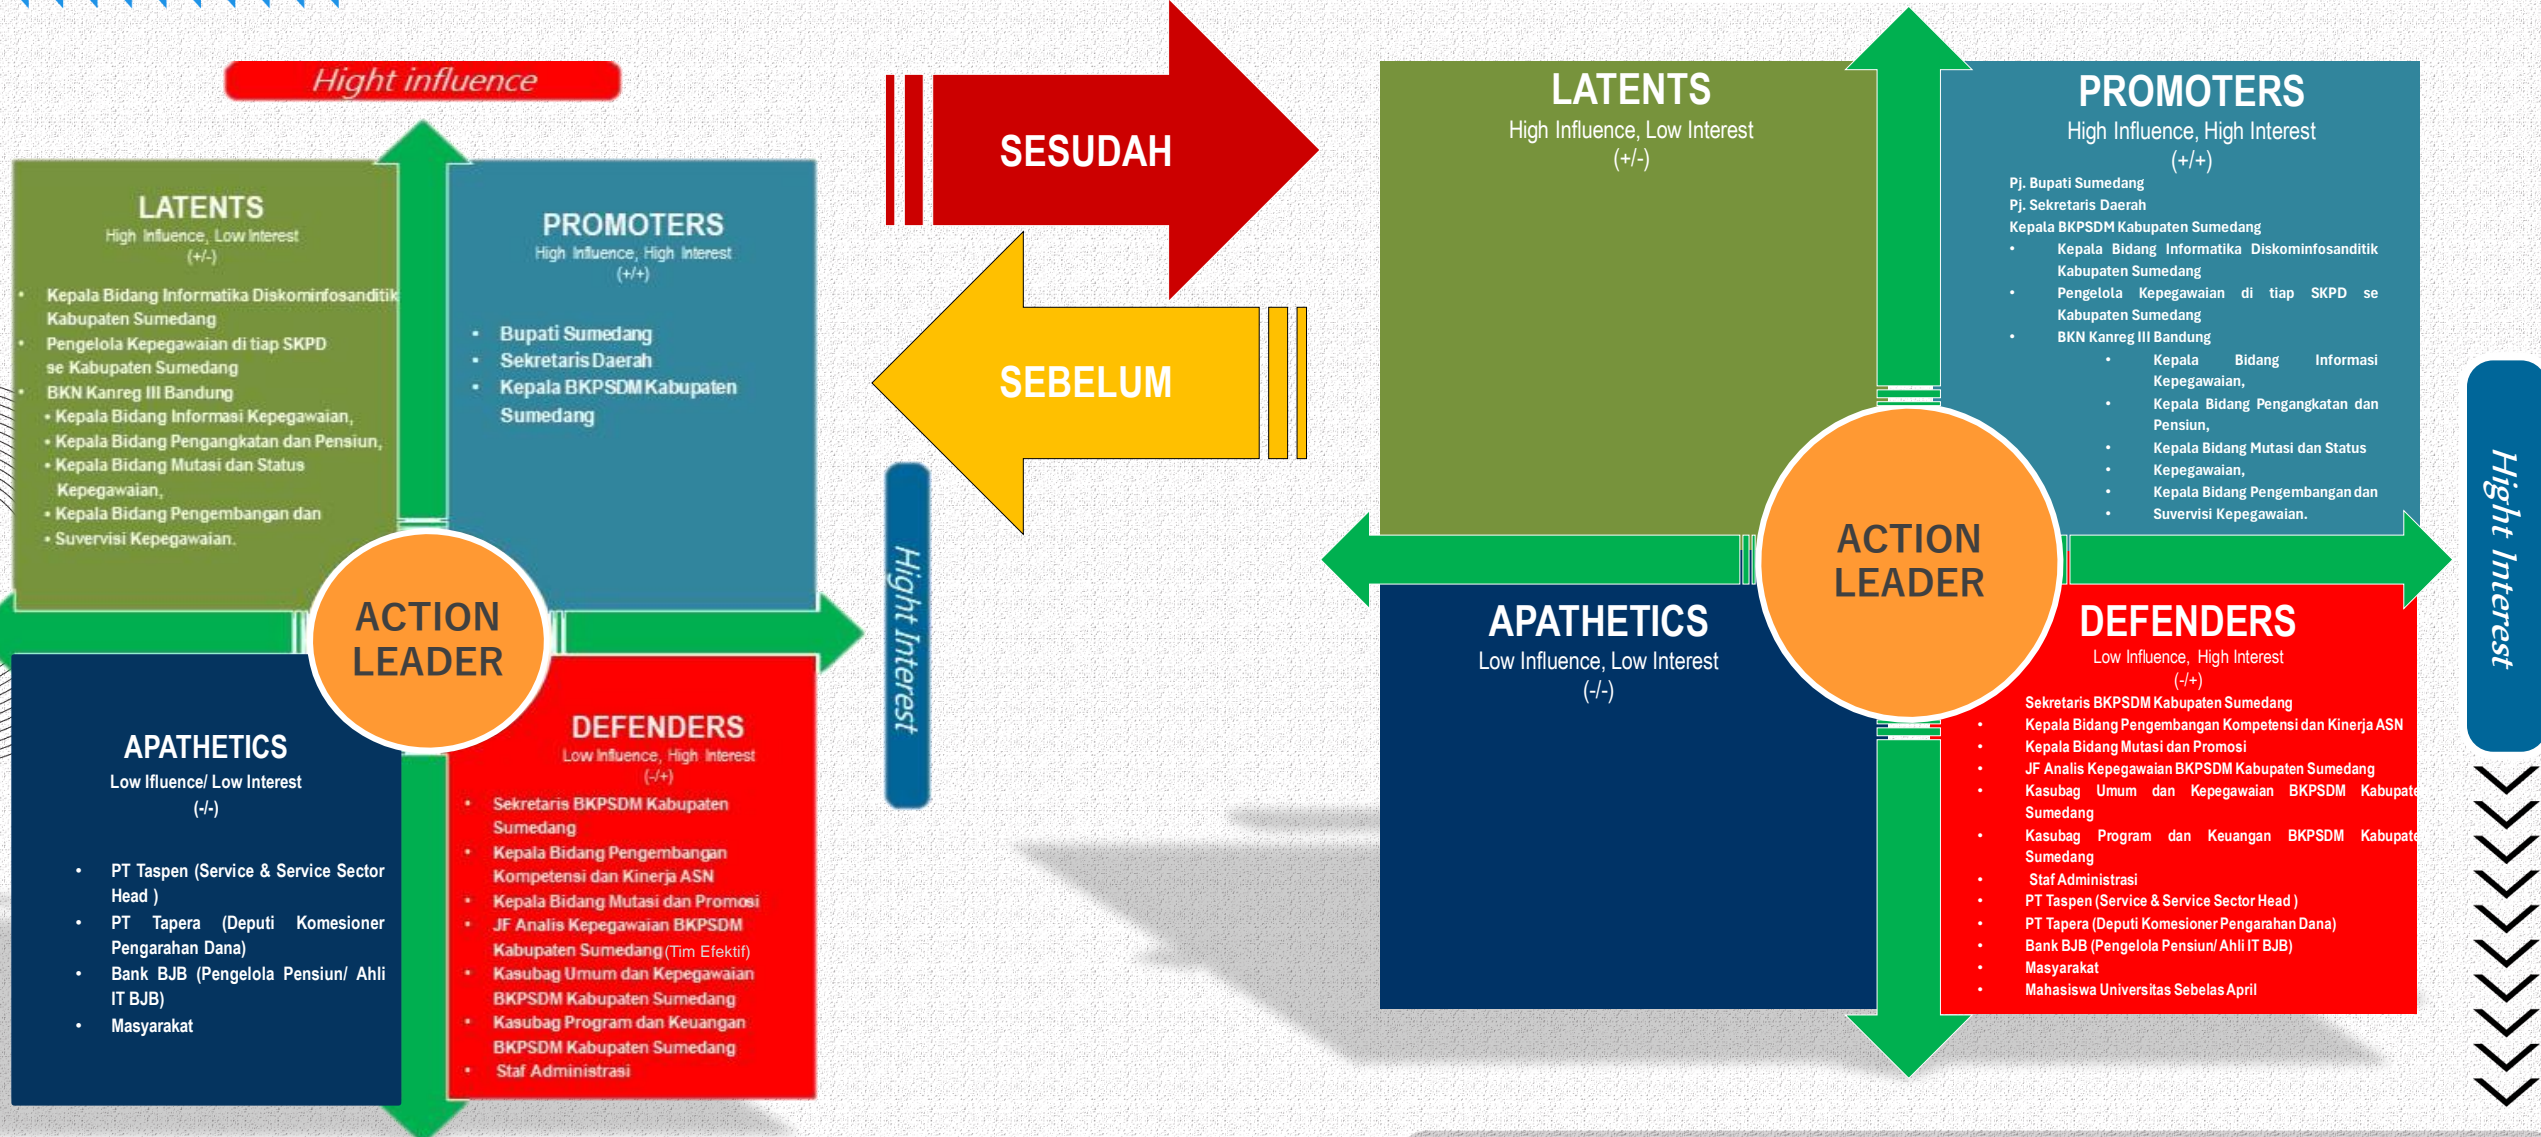 Hight influence
LATENTS
High Influence, Low Interest
(+/-)
• Kepala Bidang Informatika Diskominfosanditik
Kabupaten Sumedang
• Pengelola Kepegawaian di tiap SKPD
se Kabupaten Sumedang
• BKN Kanreg III Bandung
• Kepala Bidang Informasi Kepegawaian,
• Kepala Bidang Pengangkatan dan Pensiun,
• Kepala Bidang Mutasi dan Status
Kepegawaian,
• Kepala Bidang Pengembangan dan
• Suvervisi Kepegawaian.
PROMOTERS
High Influence, High Interest
(+/+)
• Bupati Sumedang
• Sekretaris Daerah
• Kepala BKPSDM Kabupaten
Sumedang
ACTION
LEADER
APATHETICS
Low Ifluence/ Low Interest
(-/-)
• PT Taspen (Service & Service Sector
Head )
• PT Tapera (Deputi Komesioner
Pengarahan Dana)
• Bank BJB (Pengelola Pensiun/ Ahli
IT BJB)
• Masyarakat
DEFENDERS
Low Influence, High Interest
(-/+)
• Sekretaris BKPSDM Kabupaten
Sumedang
• Kepala Bidang Pengembangan
Kompetensi dan Kinerja ASN
• Kepala Bidang Mutasi dan Promosi
• JF Analis Kepegawaian BKPSDM
Kabupaten Sumedang (Tim Efektif)
• Kasubag Umum dan Kepegawaian
BKPSDM Kabupaten Sumedang
• Kasubag Program dan Keuangan
BKPSDM Kabupaten Sumedang
• Staf Administrasi
Hight Interest
SESUDAH
SEBELUM
LATENTS
High Influence, Low Interest
(+/-)
PROMOTERS
High Influence, High Interest
(+/+)
Pj. Bupati Sumedang
Pj. Sekretaris Daerah
Kepala BKPSDM Kabupaten Sumedang
• Kepala Bidang Informatika Diskominfosanditik
Kabupaten Sumedang
• Pengelola Kepegawaian di tiap SKPD se
Kabupaten Sumedang
• BKN Kanreg III Bandung
• Kepala Bidang Informasi
Kepegawaian,
• Kepala Bidang Pengangkatan dan
Pensiun,
• Kepala Bidang Mutasi dan Status
• Kepegawaian,
• Kepala Bidang Pengembangan dan
• Suvervisi Kepegawaian.
ACTION
LEADER
APATHETICS
Low Influence, Low Interest
(-/-)
DEFENDERS
Low Influence, High Interest
(-/+)
Sekretaris BKPSDM Kabupaten Sumedang
• Kepala Bidang Pengembangan Kompetensi dan Kinerja ASN
• Kepala Bidang Mutasi dan Promosi
• JF Analis Kepegawaian BKPSDM Kabupaten Sumedang
• Kasubag Umum dan Kepegawaian BKPSDM Kabupate
Sumedang
• Kasubag Program dan Keuangan BKPSDM Kabupate
Sumedang
• Staf Administrasi
• PT Taspen (Service & Service Sector Head )
• PT Tapera (Deputi Komesioner Pengarahan Dana)
• Bank BJB (Pengelola Pensiun/ Ahli IT BJB)
• Masyarakat
• Mahasiswa Universitas Sebelas April
Hight Interest